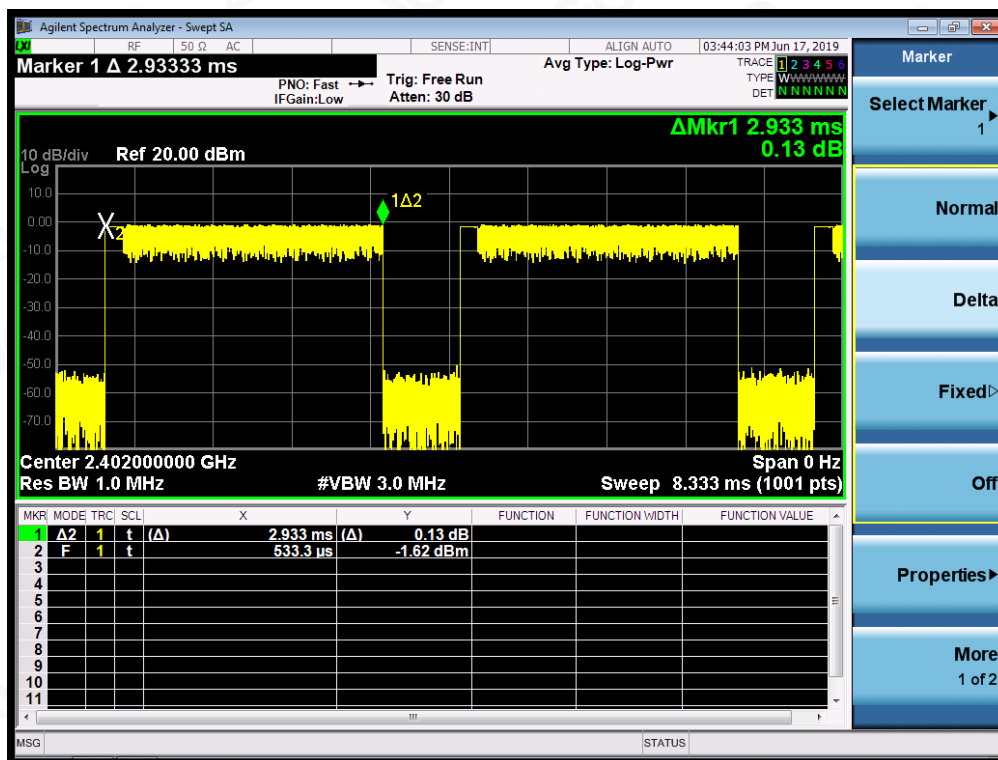 Agilent Spectrum Analyzer - Swept SA
LXI RF 50 Ω AC SENSE:INT ALIGN AUTO 03:44:03 PM Jun 17, 2019
Marker 1 Δ 2.93333 ms
PNO: Fast
IFGain:Low
Trig: Free Run
Atten: 30 dB
Avg Type: Log-Pwr
TRACE 1 2 3 4 5 6
TYPE WWWWWWW
DET N N N N N N
ΔMkr1 2.933 ms
0.13 dB
10 dB/div Ref 20.00 dBm
Log
10.0
0.00
-10.0
-20.0
-30.0
-40.0
-50.0
-60.0
-70.0
X2
1Δ2
Center 2.402000000 GHz Span 0 Hz
Res BW 1.0 MHz #VBW 3.0 MHz Sweep 8.333 ms (1001 pts)
MKR MODE TRC SCL X Y FUNCTION FUNCTION WIDTH FUNCTION VALUE
1 Δ2 1 t (Δ) 2.933 ms (Δ) 0.13 dB
2 F 1 t 533.3 µs -1.62 dBm
3
4
5
6
7
8
9
10
11
MSG STATUS
Marker
Select Marker
1
Normal
Delta
Fixed
Off
Properties
More
1 of 2